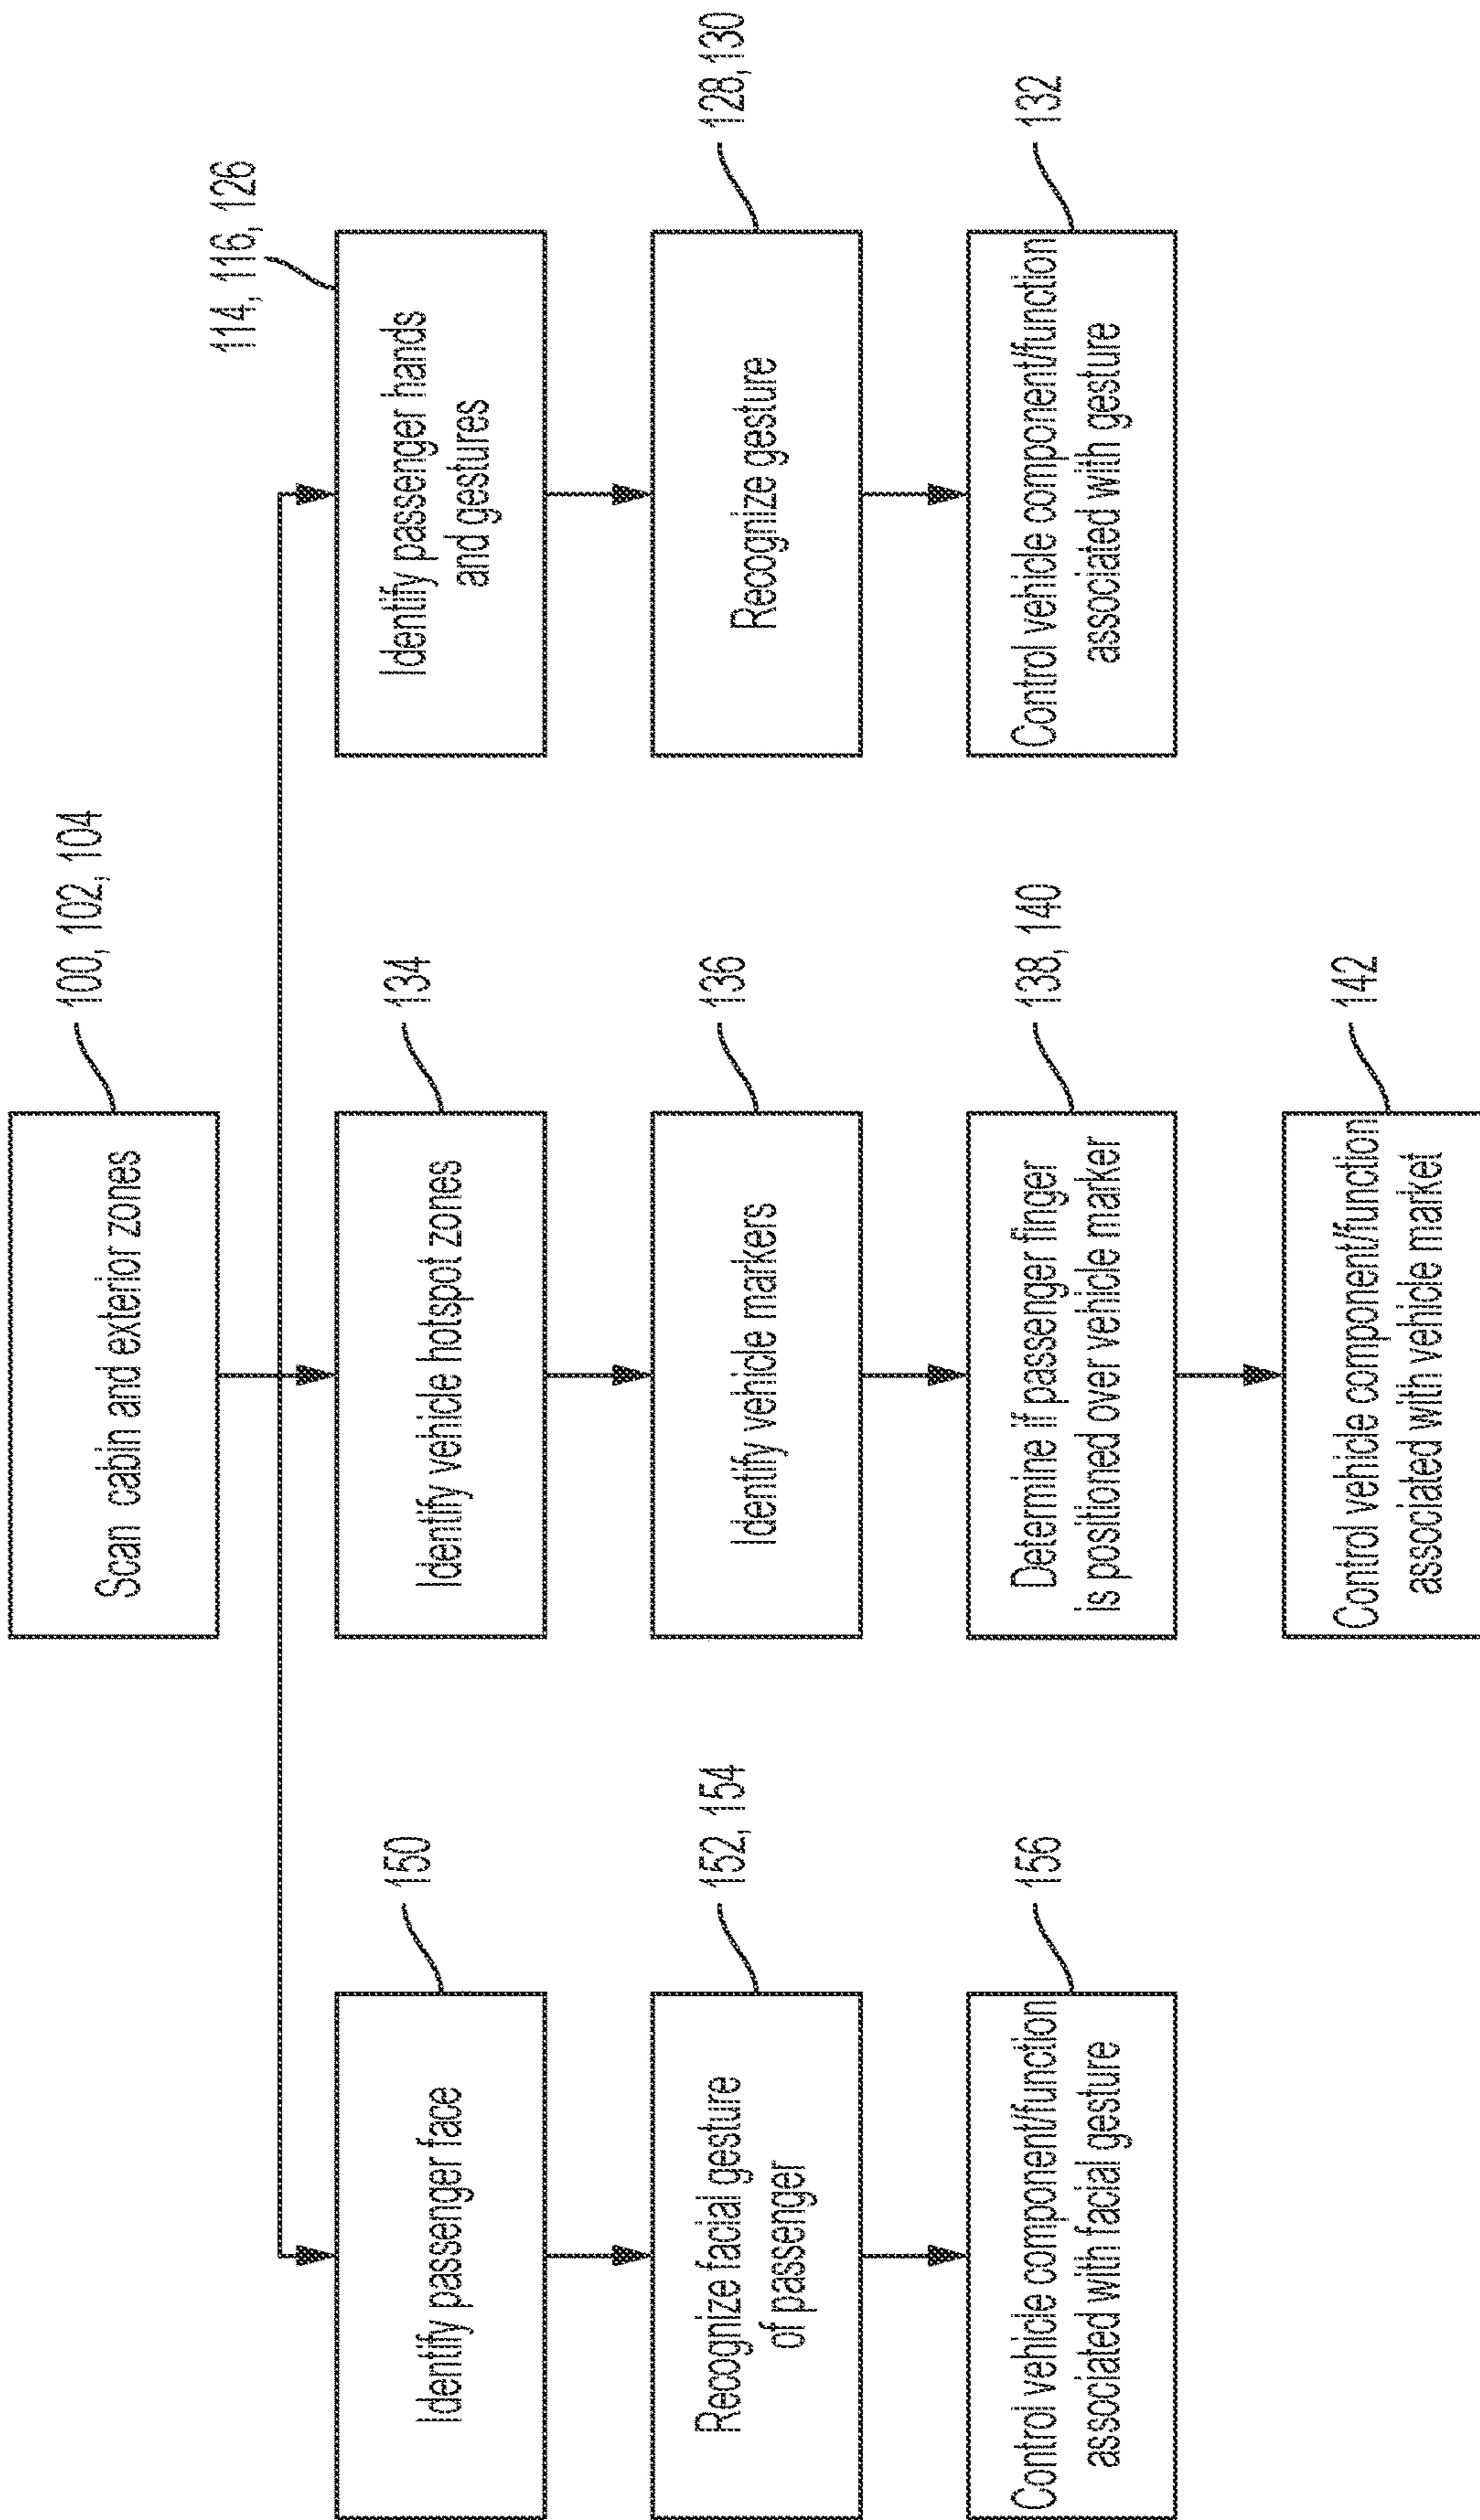 Scan cabin and exterior zones
100, 102, 104
Identify passenger face
150
Recognize facial gesture
of passenger
152, 154
Control vehicle component/function
associated with facial gesture
156
Identify vehicle hotspot zones
134
Identify vehicle markers
136
Determine if passenger finger
is positioned over vehicle marker
138, 140
Control vehicle component/function
associated with vehicle market
142
Identify passenger hands
and gestures
114, 116, 126
Recognize gesture
128,130
Control vehicle component/function
associated with gesture
132